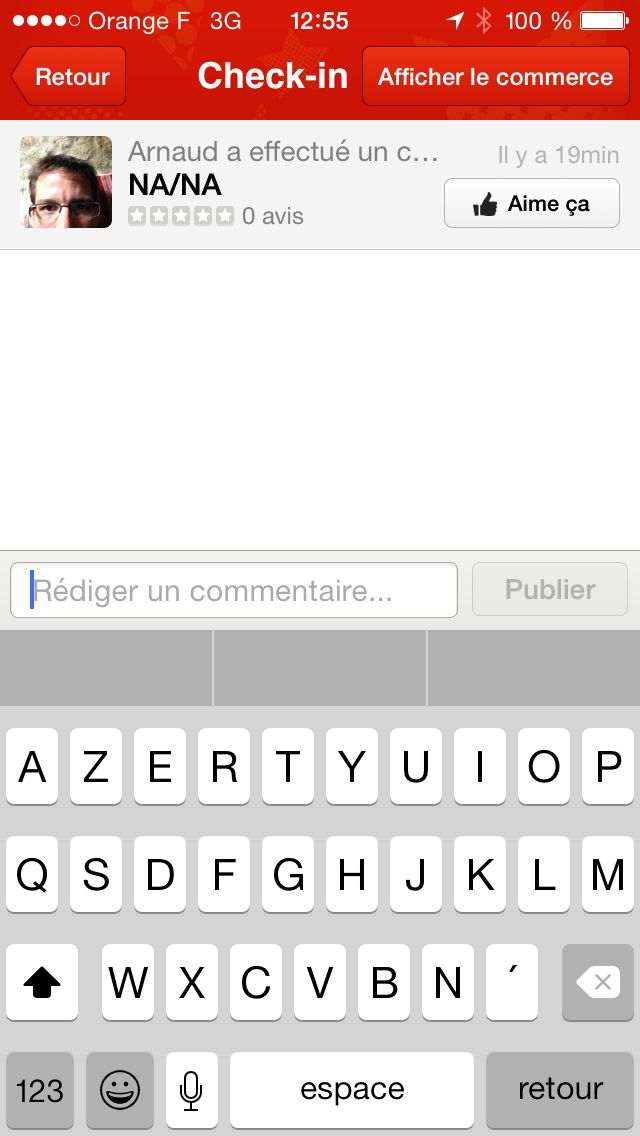 Orange F 3G 12:55 100 %
Retour Check-in Afficher le commerce
Arnaud a effectué un c... Il y a 19min
NA/NA
0 avis Aime ça
Rédiger un commentaire... Publier
A Z E R T Y U I O P
Q S D F G H J K L M
W X C V B N ´
123 espace retour